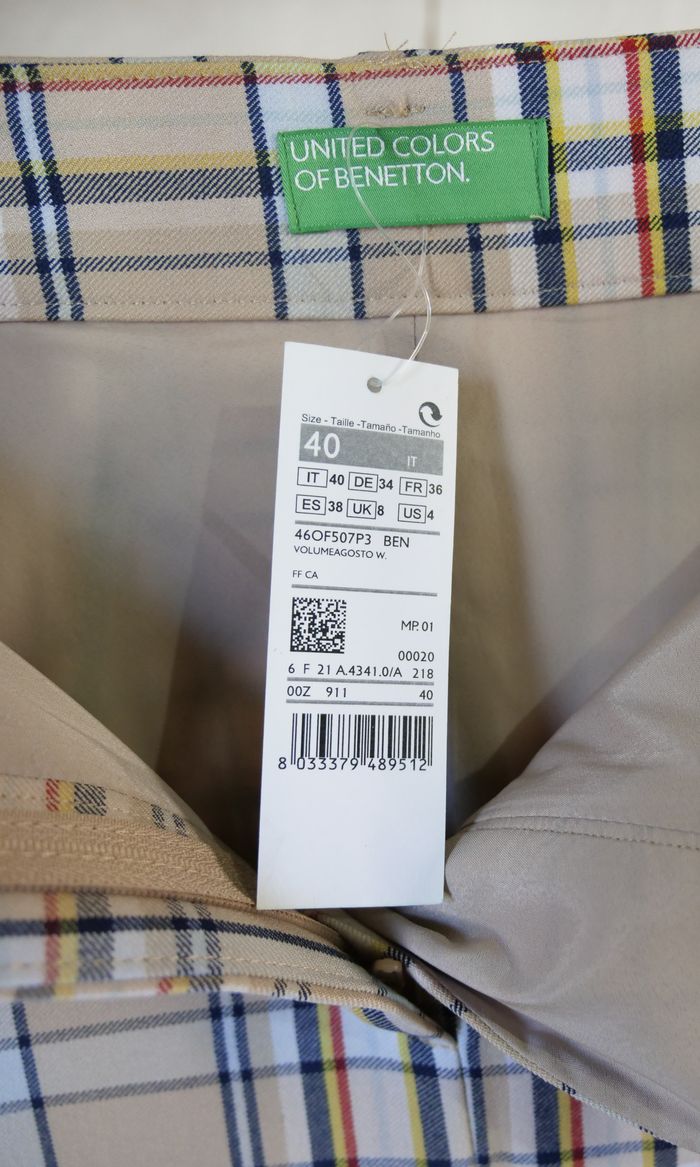 UNITED COLORS
OF BENETTON.
Size - Taille -Tamaño -Tamanho
40 IT
IT 40 DE 34 FR 36
ES 38 UK 8 US 4
46OF507P3 BEN
VOLUMEAGOSTO W.
FF CA
MP. 01
00020
6 F 21 A.4341.0/A 218
00Z 911 40
8 033379 489512